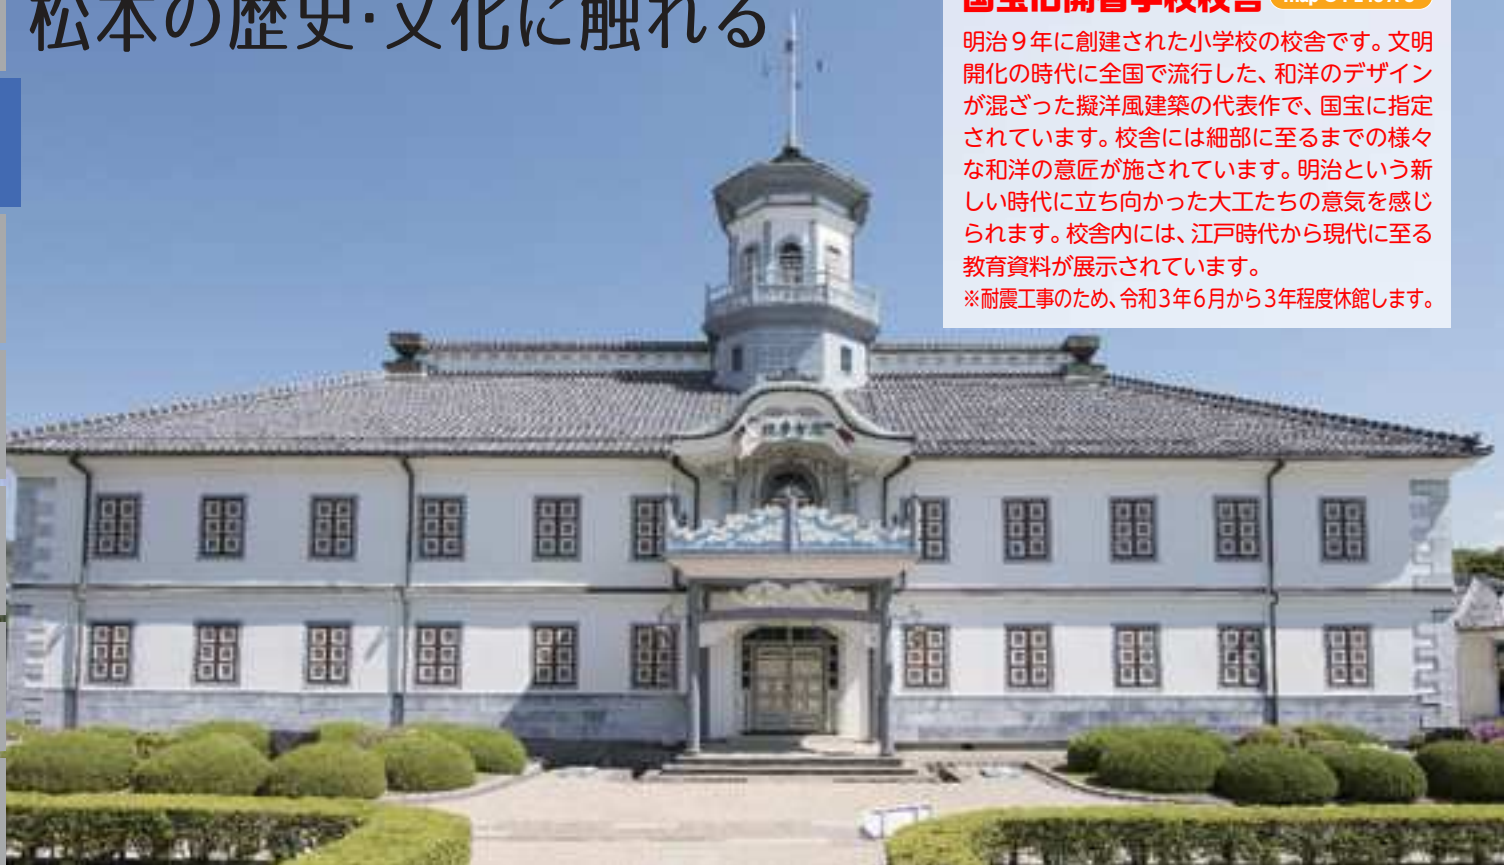 松本の歴史・文化に触れる
国宝旧開智学校校舎
明治９年に創建された小学校の校舎です。文明
開化の時代に全国で流行した、和洋のデザイン
が混ざった擬洋風建築の代表作で、国宝に指定
されています。校舎には細部に至るまでの様々
な和洋の意匠が施されています。明治という新
しい時代に立ち向かった大工たちの意気を感じ
られます。校舎内には、江戸時代から現代に至る
教育資料が展示されています。
※耐震工事のため、令和3年6月から3年程度休館します。